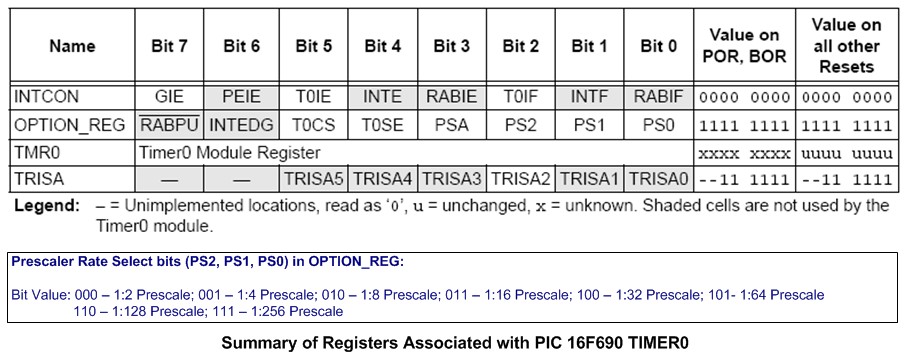 Name Bit 7 Bit 6 Bit 5 Bit 4 Bit 3 Bit 2 Bit 1 Bit 0 Value on POR, BOR Value on all other Resets
INTCON GIE PEIE T0IE INTE RABIE T0IF INTF RABIF 0000 0000 0000 0000
OPTION_REG RABPU INTEDG T0CS T0SE PSA PS2 PS1 PS0 1111 1111 1111 1111
TMR0 Timer0 Module Register xxxx xxxx uuuu uuuu
TRISA — — TRISA5 TRISA4 TRISA3 TRISA2 TRISA1 TRISA0 --11 1111 --11 1111
Legend: – = Unimplemented locations, read as ‘0’, u = unchanged, x = unknown. Shaded cells are not used by the
Timer0 module.
Prescaler Rate Select bits (PS2, PS1, PS0) in OPTION_REG:
Bit Value: 000 – 1:2 Prescale; 001 – 1:4 Prescale; 010 – 1:8 Prescale; 011 – 1:16 Prescale; 100 – 1:32 Prescale; 101- 1:64 Prescale
110 – 1:128 Prescale; 111 – 1:256 Prescale
Summary of Registers Associated with PIC 16F690 TIMER0